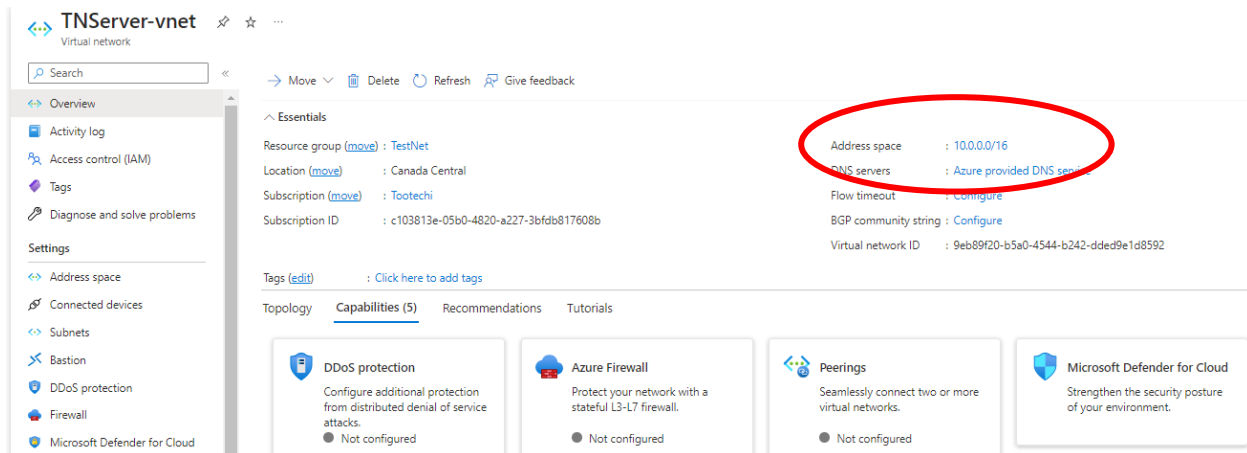 TNServer-vnet
Virtual network
Search
Overview
Activity log
Access control (IAM)
Tags
Diagnose and solve problems
Settings
Address space
Connected devices
Subnets
Bastion
DDoS protection
Firewall
Microsoft Defender for Cloud
Move Delete Refresh Give feedback
Essentials
Resource group (move) : TestNet
Location (move) : Canada Central
Subscription (move) : Tootechi
Subscription ID : c103813e-05b0-4820-a227-3bfdb817608b
Address space : 10.0.0.0/16
DNS servers : Azure provided DNS service
Flow timeout : Configure
BGP community string : Configure
Virtual network ID : 9eb89f20-b5a0-4544-b242-dded9e1d8592
Tags (edit) : Click here to add tags
Topology Capabilities (5) Recommendations Tutorials
DDoS protection
Configure additional protection
from distributed denial of service
attacks.
Not configured
Azure Firewall
Protect your network with a
stateful L3-L7 firewall.
Not configured
Peerings
Seamlessly connect two or more
virtual networks.
Not configured
Microsoft Defender for Cloud
Strengthen the security posture
of your environment.